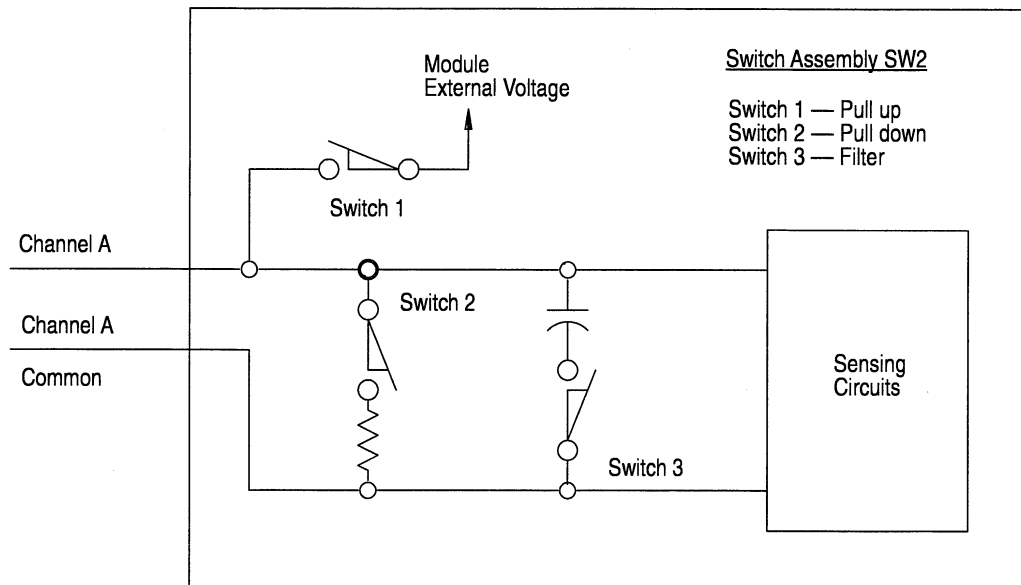 Module
External Voltage
Switch Assembly SW2
Switch 1 — Pull up
Switch 2 — Pull down
Switch 3 — Filter
Switch 1
Channel A
Switch 2
Channel A
Common
Sensing
Circuits
Switch 3